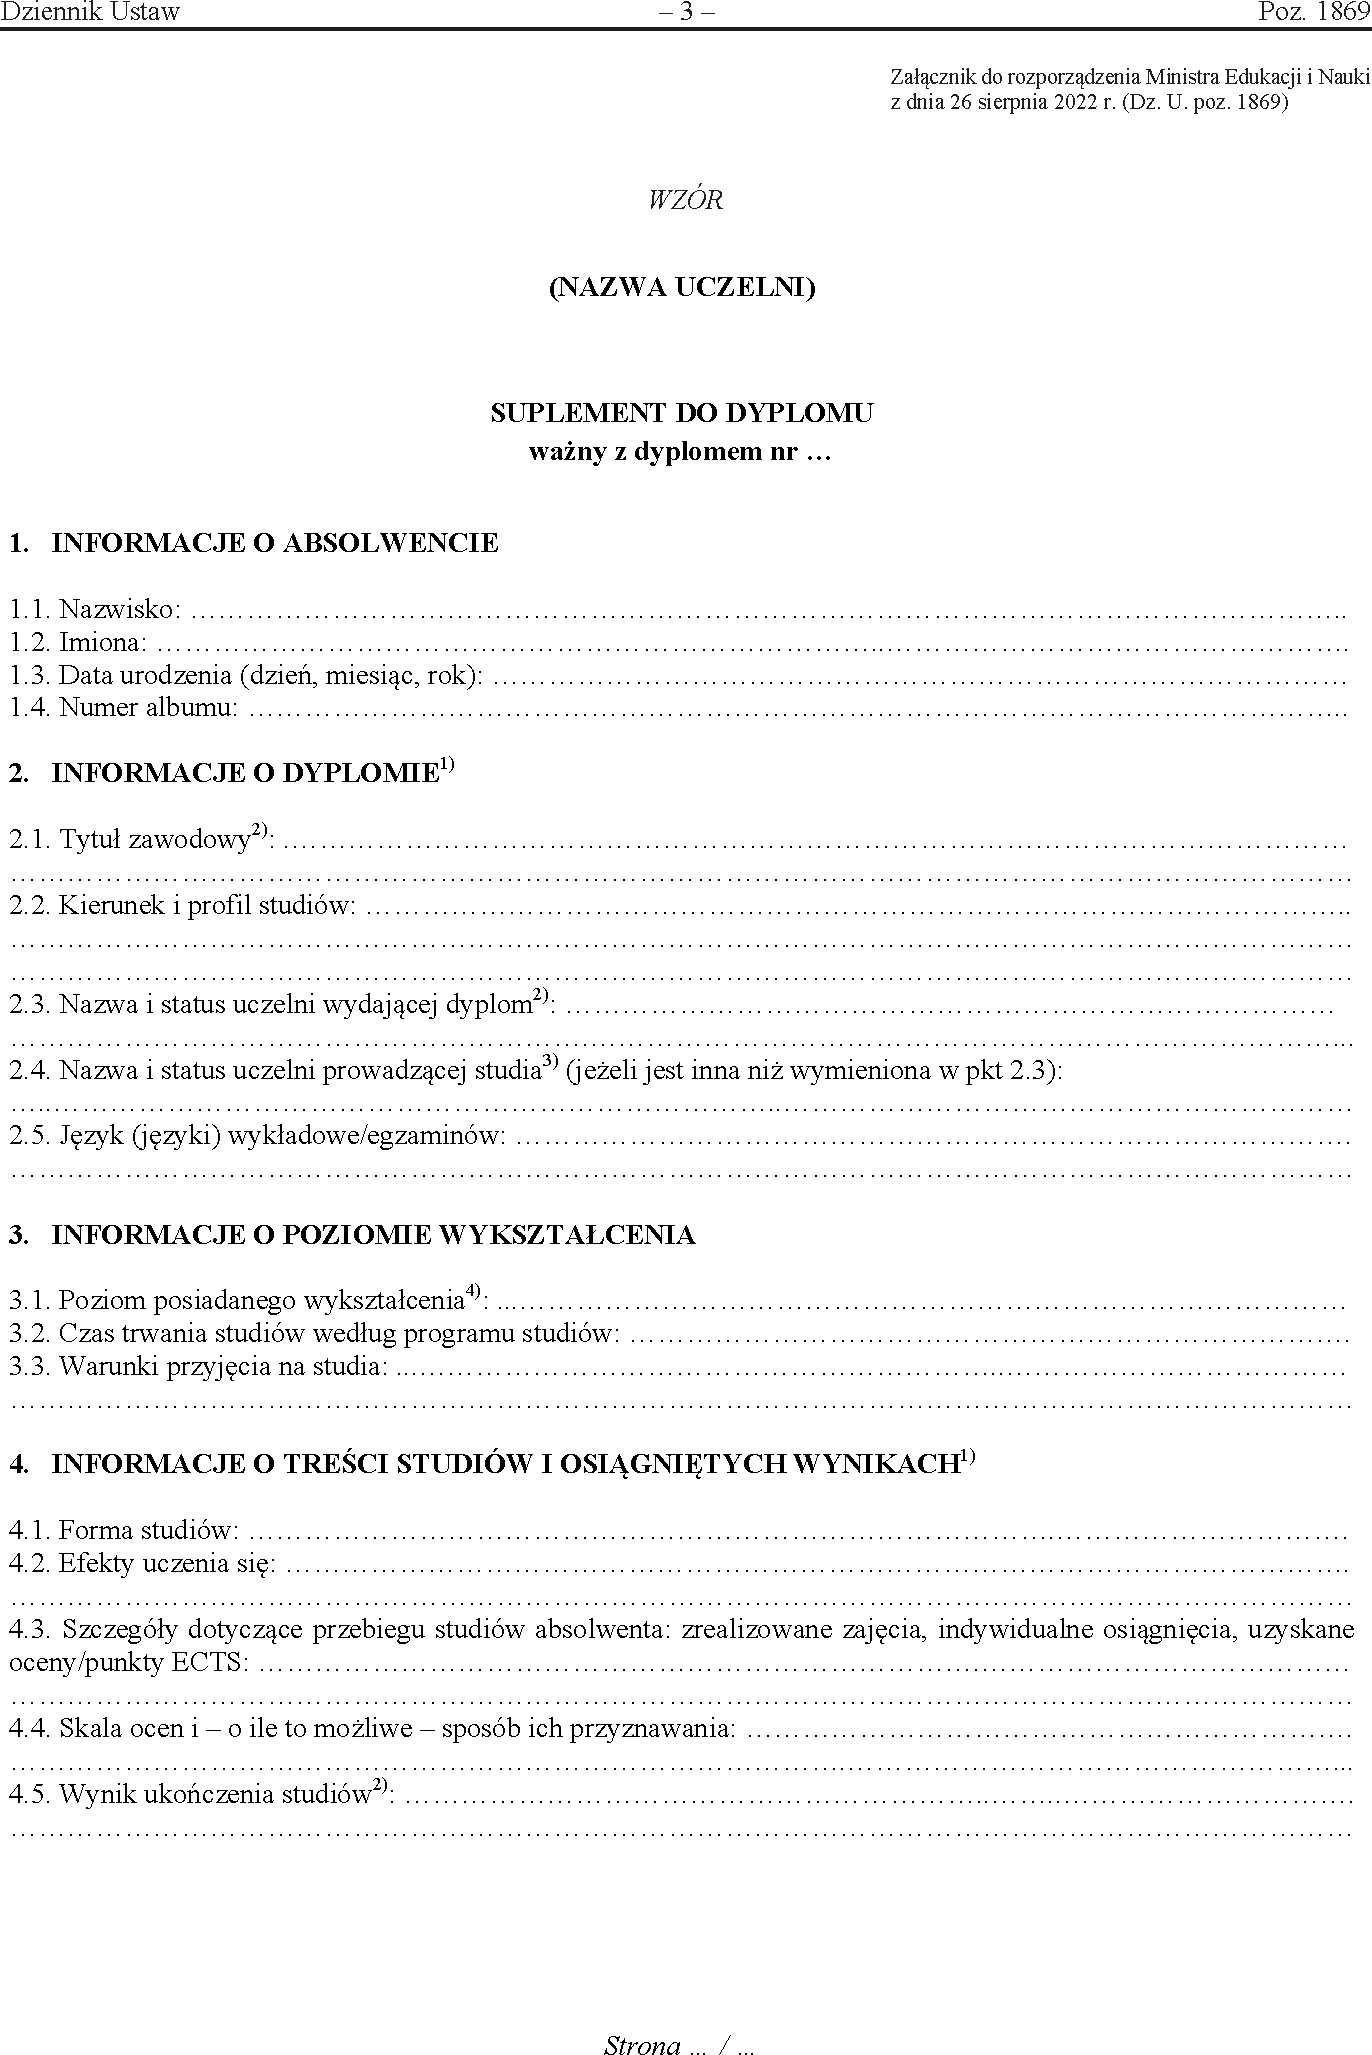 Dziennik Ustaw – 3 – Poz. 1869
Załącznik do rozporządzenia Ministra Edukacji i Nauki
z dnia 26 sierpnia 2022 r. (Dz. U. poz. 1869)
WZÓR
(NAZWA UCZELNI)
SUPLEMENT DO DYPLOMU
ważny z dyplomem nr …
1. INFORMACJE O ABSOLWENCIE
1.1. Nazwisko: ………………………………………………………………………………..
1.2. Imiona: ………………………………………………………………………………….
1.3. Data urodzenia (dzień, miesiąc, rok): ……………………………………………………………
1.4. Numer albumu: ……………………………………………………………………………..
2. INFORMACJE O DYPLOMIE1)
2.1. Tytuł zawodowy2): ……………………………………………………………………………
………………………………………………………………………………………………
2.2. Kierunek i profil studiów: ……………………………………………………………………..
………………………………………………………………………………………………
………………………………………………………………………………………………
2.3. Nazwa i status uczelni wydającej dyplom2): ………………………………………………………
………………………………………………………………………………………………...
2.4. Nazwa i status uczelni prowadzącej studia3) (jeżeli jest inna niż wymieniona w pkt 2.3):
………………………………………………………………………………………………
2.5. Język (języki) wykładowe/egzaminów: ………………………………………………………….
………………………………………………………………………………………………
3. INFORMACJE O POZIOMIE WYKSZTAŁCENIA
3.1. Poziom posiadanego wykształcenia4): ...…………………………………………………………
3.2. Czas trwania studiów według programu studiów: ………………………………………………….
3.3. Warunki przyjęcia na studia: ...…………………………………………………………………
………………………………………………………………………………………………
4. INFORMACJE O TREŚCI STUDIÓW I OSIĄGNIĘTYCH WYNIKACH1)
4.1. Forma studiów: …………………………………………………………………………….
4.2. Efekty uczenia się: ………………………………………………………………………….
………………………………………………………………………………………………
4.3. Szczegóły dotyczące przebiegu studiów absolwenta: zrealizowane zajęcia, indywidualne osiągnięcia, uzyskane
oceny/punkty ECTS: ……………………………………………………………………………
………………………………………………………………………………………………
4.4. Skala ocen i – o ile to możliwe – sposób ich przyznawania: ………………………………………….
………………………………………………………………………………………………...
4.5. Wynik ukończenia studiów2): ………………………………………………………………….
………………………………………………………………………………………………
Strona ... / ...